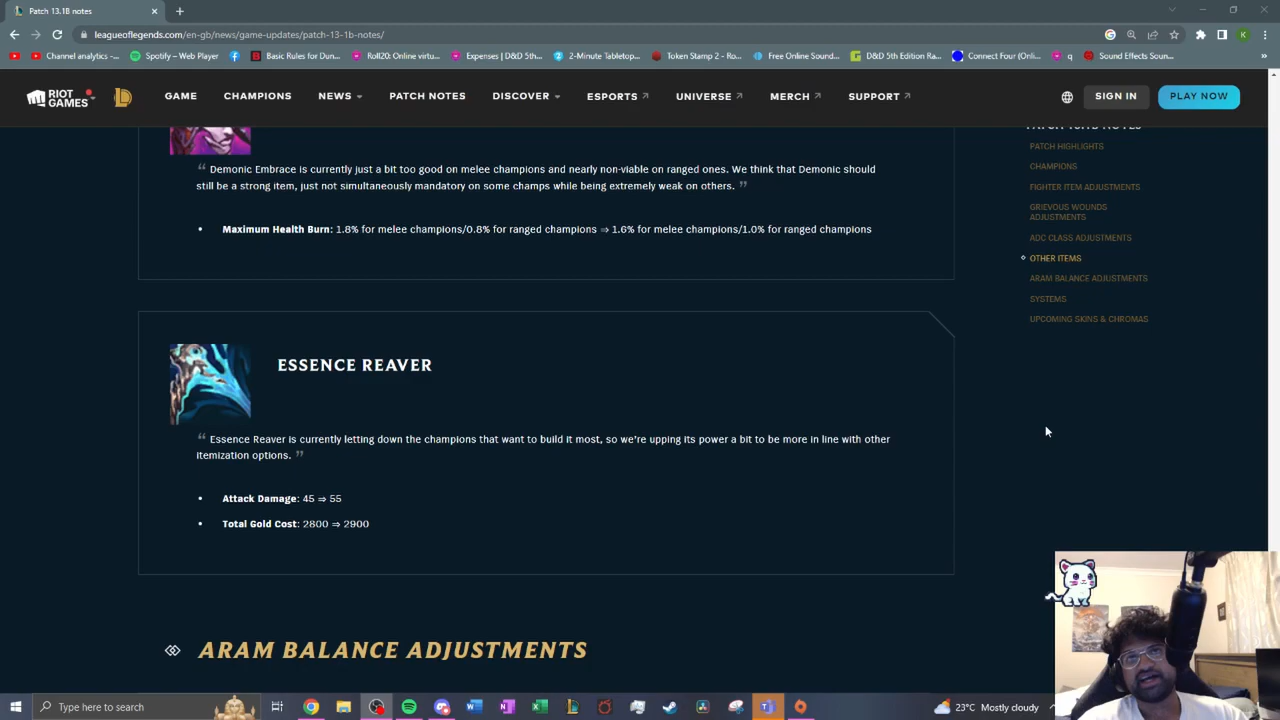 Patch 13.1B notes
leagueoflegends.com/en-gb/news/game-updates/patch-13-1b-notes/
K
Channel analytics -...
Spotify – Web Player
Basic Rules for Dun...
Roll20: Online virtu...
Expenses | D&D 5th...
2-Minute Tabletop...
Token Stamp 2 - Ro...
Free Online Sound...
D&D 5th Edition Ra...
Connect Four (Onli...
q
Sound Effects Soun...
»
RIOT GAMES
GAME
CHAMPIONS
NEWS
PATCH NOTES
DISCOVER
ESPORTS
UNIVERSE
MERCH
SUPPORT
SIGN IN
PLAY NOW
PATCH 13.1B NOTES
PATCH HIGHLIGHTS
CHAMPIONS
FIGHTER ITEM ADJUSTMENTS
GRIEVOUS WOUNDS
ADJUSTMENTS
ADC CLASS ADJUSTMENTS
OTHER ITEMS
ARAM BALANCE ADJUSTMENTS
SYSTEMS
UPCOMING SKINS & CHROMAS
“ Demonic Embrace is currently just a bit too good on melee champions and nearly non-viable on ranged ones. We think that Demonic should
still be a strong item, just not simultaneously mandatory on some champs while being extremely weak on others. ”
• Maximum Health Burn: 1.8% for melee champions/0.8% for ranged champions ⇒ 1.6% for melee champions/1.0% for ranged champions
ESSENCE REAVER
“ Essence Reaver is currently letting down the champions that want to build it most, so we’re upping its power a bit to be more in line with other
itemization options. ”
• Attack Damage: 45 ⇒ 55
• Total Gold Cost: 2800 ⇒ 2900
ARAM BALANCE ADJUSTMENTS
Type here to search
23°C Mostly cloudy